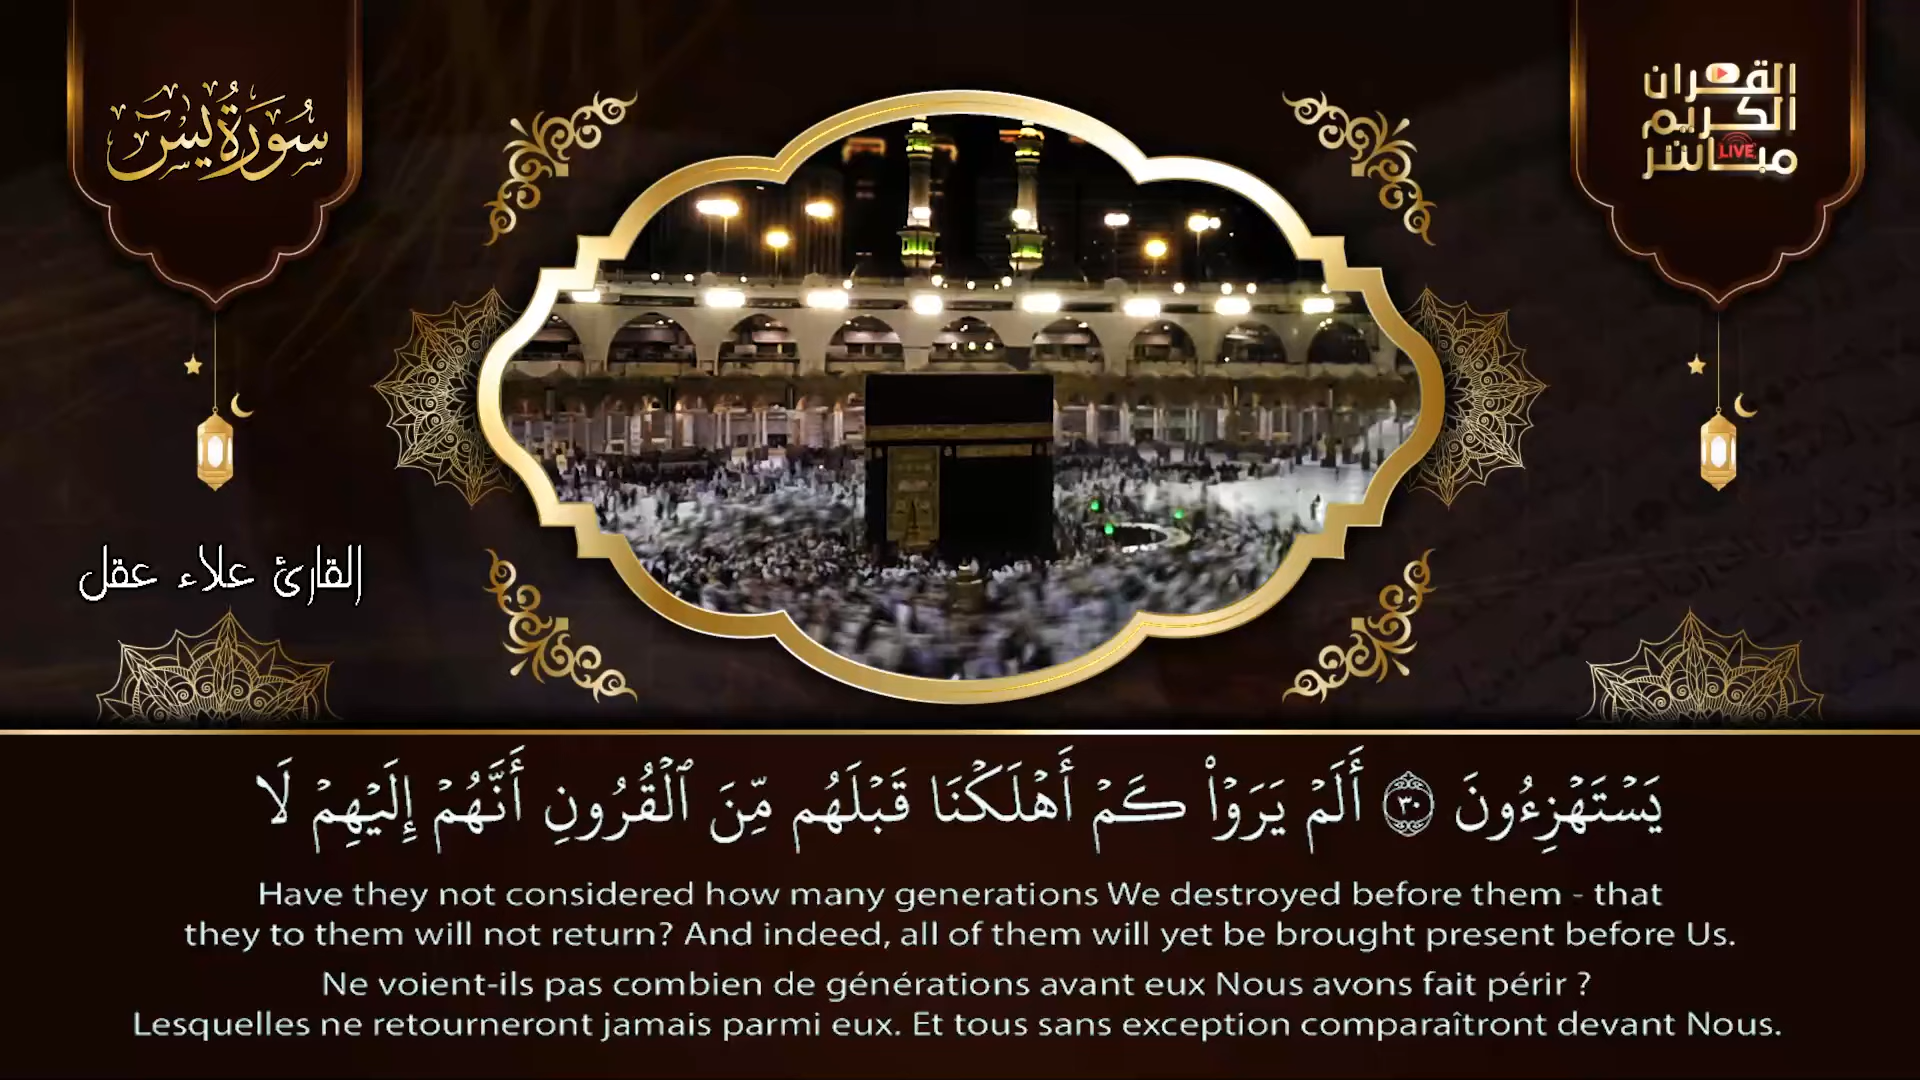 سُورَةُ يسٓ
القرآن
الكريم
مباشر
LIVE
القارئ علاء عقل
يَسْتَهْزِءُونَ ٣٠ أَلَمْ يَرَوْا۟ كَمْ أَهْلَكْنَا قَبْلَهُم مِّنَ ٱلْقُرُونِ أَنَّهُمْ إِلَيْهِمْ لَا
Have they not considered how many generations We destroyed before them - that
they to them will not return? And indeed, all of them will yet be brought present before Us.
Ne voient-ils pas combien de générations avant eux Nous avons fait périr ?
Lesquelles ne retourneront jamais parmi eux. Et tous sans exception comparaîtront devant Nous.